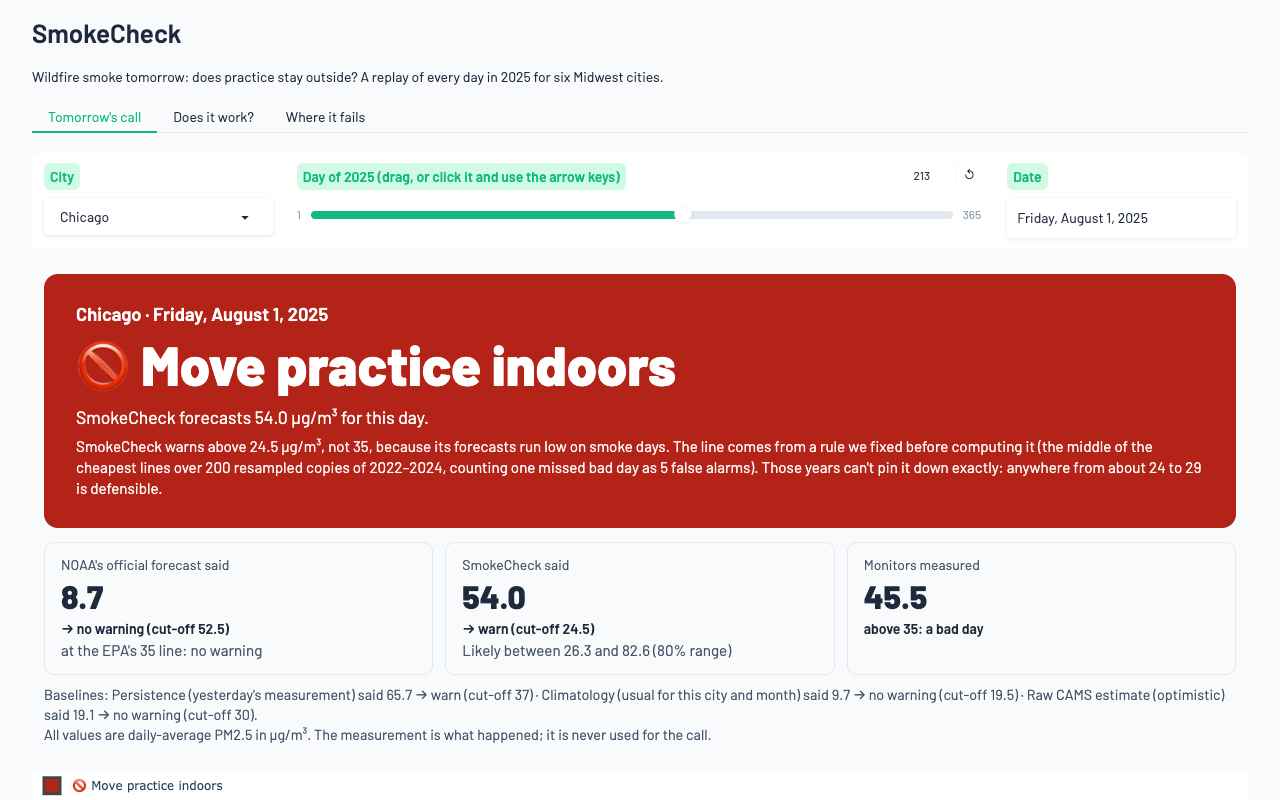 SmokeCheck
Wildfire smoke tomorrow: does practice stay outside? A replay of every day in 2025 for six Midwest cities.
Tomorrow's call
Does it work?
Where it fails
City
Day of 2025 (drag, or click it and use the arrow keys)
213
Date
Chicago
1
365
Friday, August 1, 2025
Chicago · Friday, August 1, 2025
🚫 Move practice indoors
SmokeCheck forecasts 54.0 µg/m³ for this day.
SmokeCheck warns above 24.5 µg/m³, not 35, because its forecasts run low on smoke days. The line comes from a rule we fixed before computing it (the middle of the
cheapest lines over 200 resampled copies of 2022–2024, counting one missed bad day as 5 false alarms). Those years can't pin it down exactly: anywhere from about 24 to 29
is defensible.
NOAA's official forecast said
8.7
→ no warning (cut-off 52.5)
at the EPA's 35 line: no warning
SmokeCheck said
54.0
→ warn (cut-off 24.5)
Likely between 26.3 and 82.6 (80% range)
Monitors measured
45.5
above 35: a bad day
Baselines: Persistence (yesterday's measurement) said 65.7 → warn (cut-off 37) · Climatology (usual for this city and month) said 9.7 → no warning (cut-off 19.5) · Raw CAMS estimate (optimistic)
said 19.1 → no warning (cut-off 30).
All values are daily-average PM2.5 in µg/m³. The measurement is what happened; it is never used for the call.
🚫 Move practice indoors